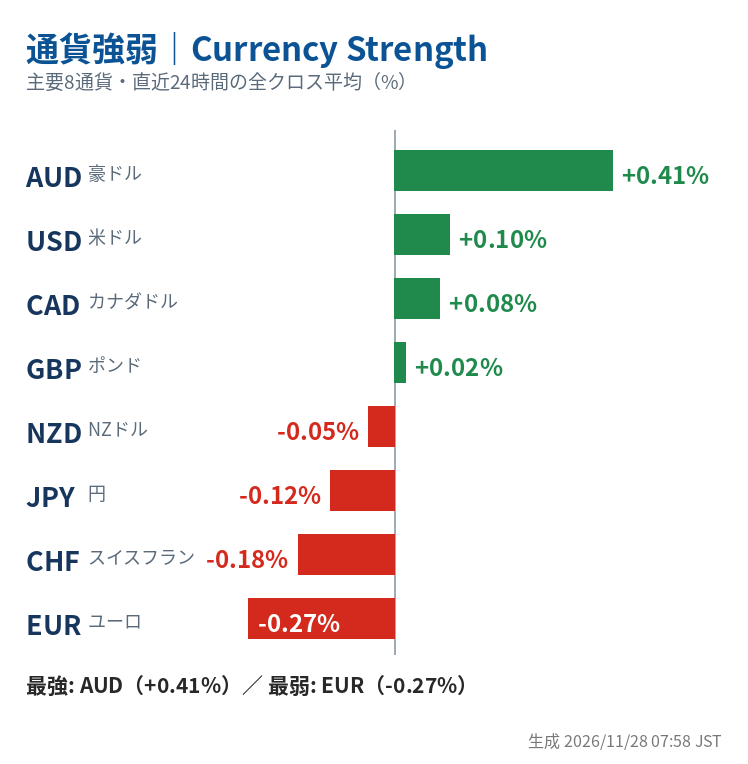 通貨強弱｜Currency Strength
主要8通貨・直近24時間の全クロス平均（%）
AUD 豪ドル +0.41%
USD 米ドル +0.10%
CAD カナダドル +0.08%
GBP ポンド +0.02%
NZD NZドル -0.05%
JPY 円 -0.12%
CHF スイスフラン -0.18%
EUR ユーロ -0.27%
最強: AUD（+0.41%）／ 最弱: EUR（-0.27%）
生成 2026/11/28 07:58 JST